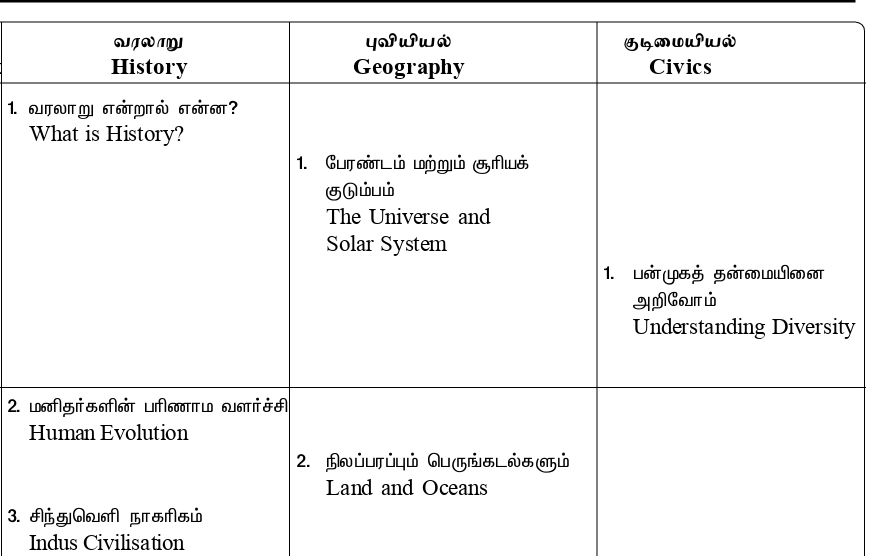 வரலாறு
History
புவியியல்
Geography
குடிமையியல்
Civics
1. வரலாறு என்றால் என்ன?
What is History?
1. பேரண்டம் மற்றும் சூரியக்
குடும்பம்
The Universe and
Solar System
1. பன்முகத் தன்மையினை
அறிவோம்
Understanding Diversity
2. மனிதர்களின் பரிணாம வளர்ச்சி
Human Evolution
3. சிந்துவெளி நாகரிகம்
Indus Civilisation
2. நிலப்பரப்பும் பெருங்கடல்களும்
Land and Oceans